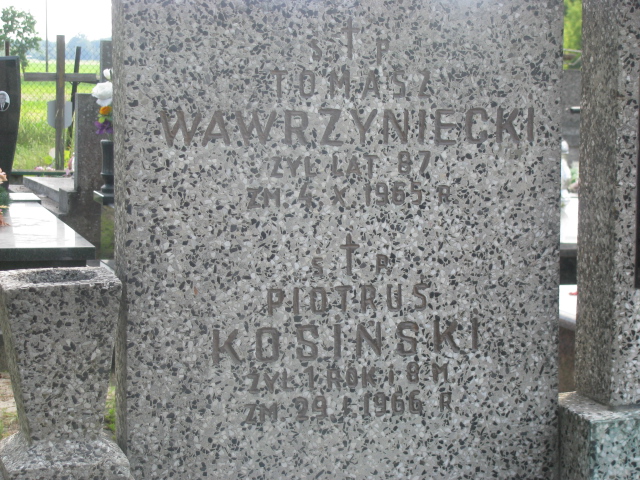 Ś P
TOMASZ
WAWRZYNIECKI
ŻYŁ LAT 87
ZM. 4 X 1965 R.
Ś P
PIOTRUŚ
KOSIŃSKI
ŻYŁ 1 ROK i 8 M.
ZM. 29 I 1966 R.